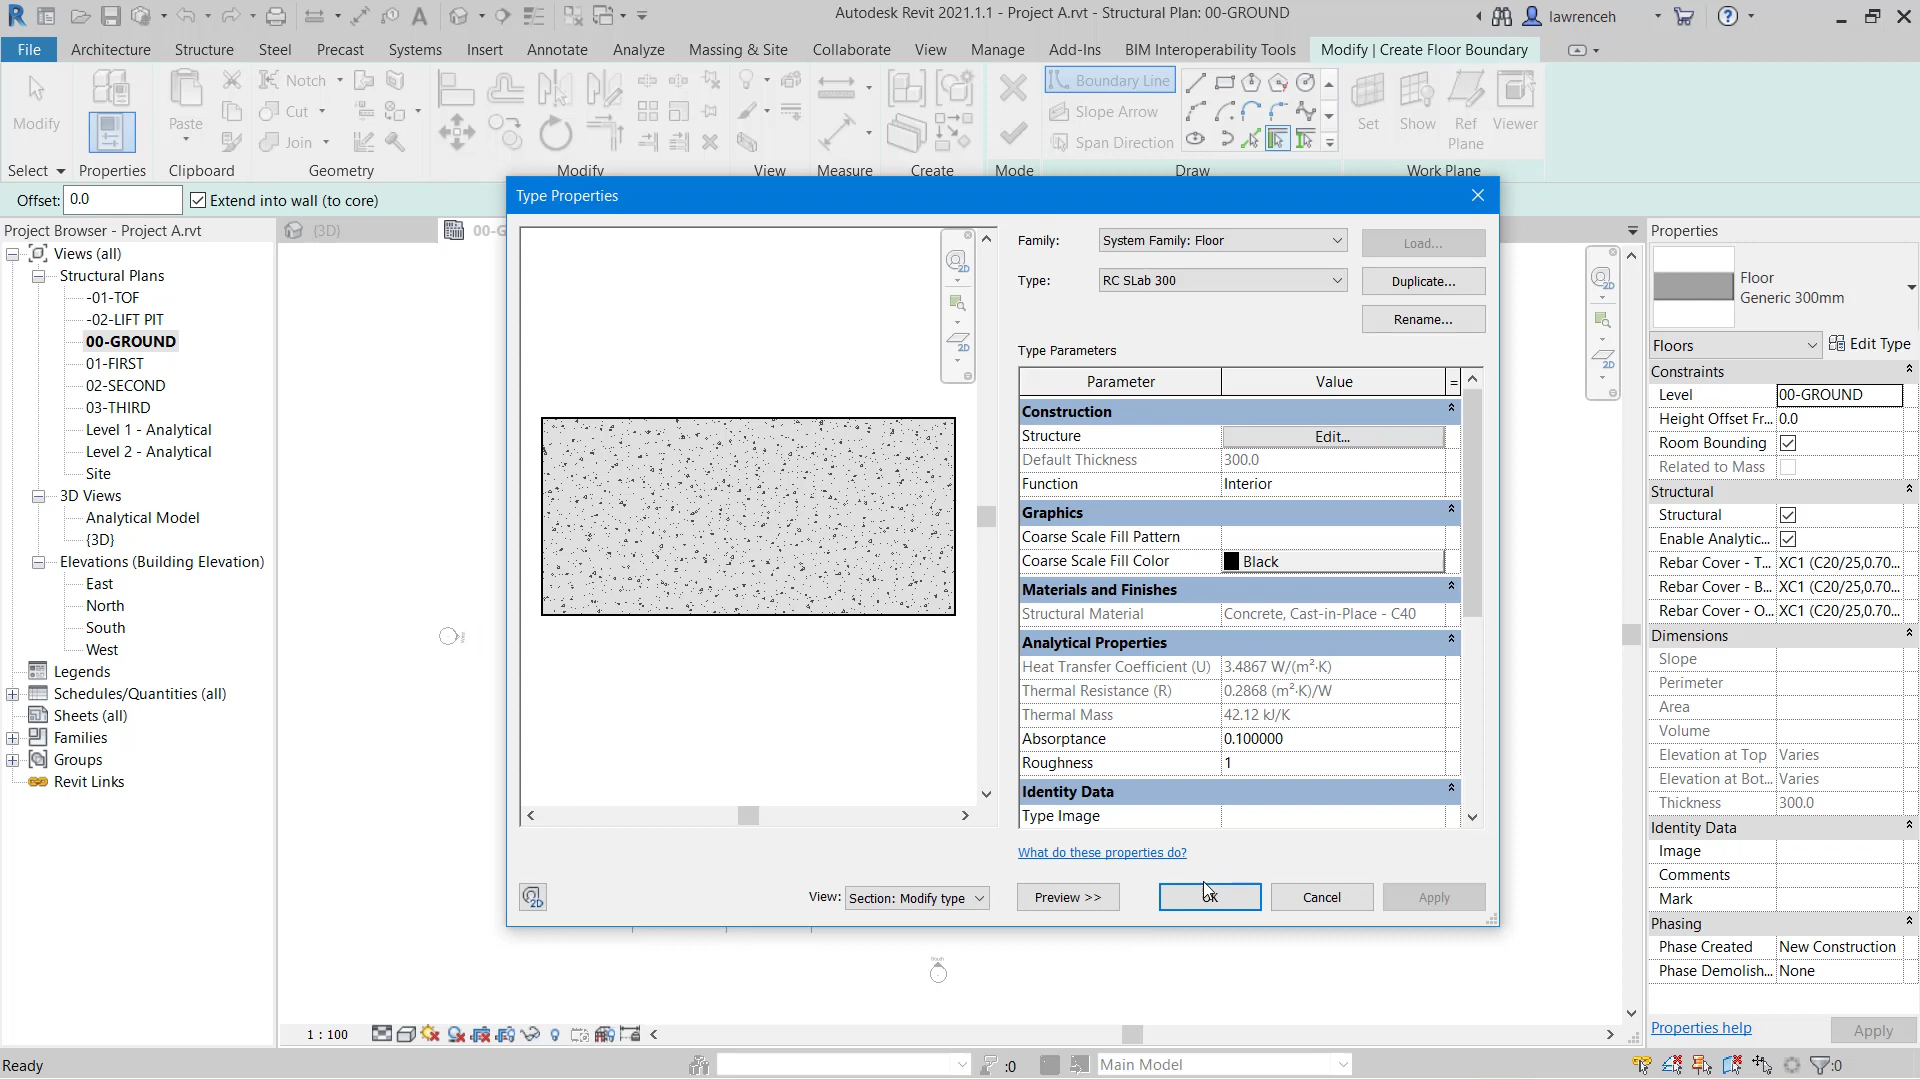 Autodesk Revit 2021.1.1 - Project A.rvt - Structural Plan: 00-GROUND
lawrenceh
File Architecture Structure Steel Precast Systems Insert Annotate Analyze Massing & Site Collaborate View Manage Add-Ins BIM Interoperability Tools Modify | Create Floor Boundary
Notch Boundary Line
Modify Paste Cut Slope Arrow Set Show Ref Plane Viewer
Join Span Direction
Select Properties Clipboard Geometry Modify View Measure Create Mode Draw Work Plane
Offset: 0.0 Extend into wall (to core)
Project Browser - Project A.rvt
Views (all)
Structural Plans
-01-TOF
-02-LIFT PIT
00-GROUND
01-FIRST
02-SECOND
03-THIRD
Level 1 - Analytical
Level 2 - Analytical
Site
3D Views
Analytical Model
{3D}
Elevations (Building Elevation)
East
North
South
West
Legends
Schedules/Quantities (all)
Sheets (all)
Families
Groups
Revit Links
{3D} 00-G
Type Properties
Family: System Family: Floor Load...
Type: RC SLab 300 Duplicate...
Rename...
Type Parameters
Parameter Value =
Construction
Structure Edit...
Default Thickness 300.0
Function Interior
Graphics
Coarse Scale Fill Pattern
Coarse Scale Fill Color Black
Materials and Finishes
Structural Material Concrete, Cast-in-Place - C40
Analytical Properties
Heat Transfer Coefficient (U) 3.4867 W/(m²·K)
Thermal Resistance (R) 0.2868 (m²·K)/W
Thermal Mass 42.12 kJ/K
Absorptance 0.100000
Roughness 1
Identity Data
Type Image
What do these properties do?
View: Section: Modify type Preview >> OK Cancel Apply
Properties
Floor
Generic 300mm
Floors Edit Type
Constraints
Level 00-GROUND
Height Offset Fr... 0.0
Room Bounding
Related to Mass
Structural
Structural
Enable Analytic...
Rebar Cover - T... XC1 (C20/25,0.70...
Rebar Cover - B... XC1 (C20/25,0.70...
Rebar Cover - O... XC1 (C20/25,0.70...
Dimensions
Slope
Perimeter
Area
Volume
Elevation at Top Varies
Elevation at Bot... Varies
Thickness 300.0
Identity Data
Image
Comments
Mark
Phasing
Phase Created New Construction
Phase Demolish... None
Properties help Apply
1 : 100
Ready :0 Main Model :0